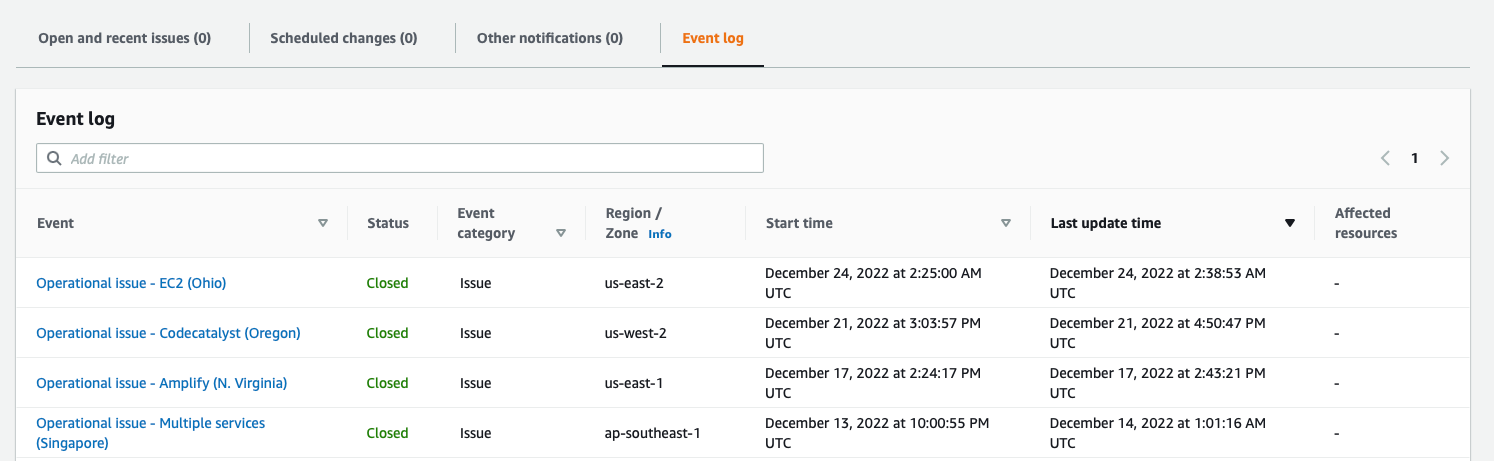 Open and recent issues (0) Scheduled changes (0) Other notifications (0) Event log
Event log
Add filter
1
Event Status Event category Region / Zone Info Start time Last update time Affected resources
Operational issue - EC2 (Ohio) Closed Issue us-east-2 December 24, 2022 at 2:25:00 AM UTC December 24, 2022 at 2:38:53 AM UTC -
Operational issue - Codecatalyst (Oregon) Closed Issue us-west-2 December 21, 2022 at 3:03:57 PM UTC December 21, 2022 at 4:50:47 PM UTC -
Operational issue - Amplify (N. Virginia) Closed Issue us-east-1 December 17, 2022 at 2:24:17 PM UTC December 17, 2022 at 2:43:21 PM UTC -
Operational issue - Multiple services (Singapore) Closed Issue ap-southeast-1 December 13, 2022 at 10:00:55 PM UTC December 14, 2022 at 1:01:16 AM UTC -